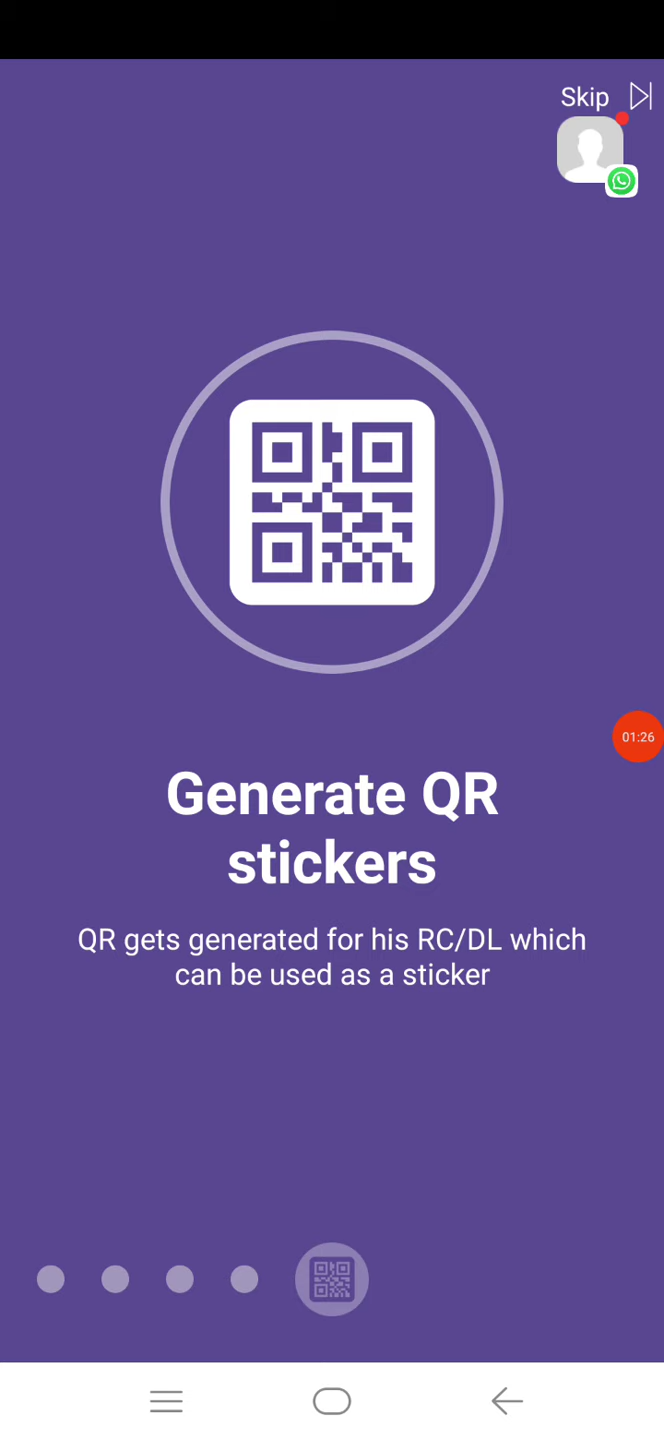 Skip
01:26
Generate QR
stickers
QR gets generated for his RC/DL which
can be used as a sticker